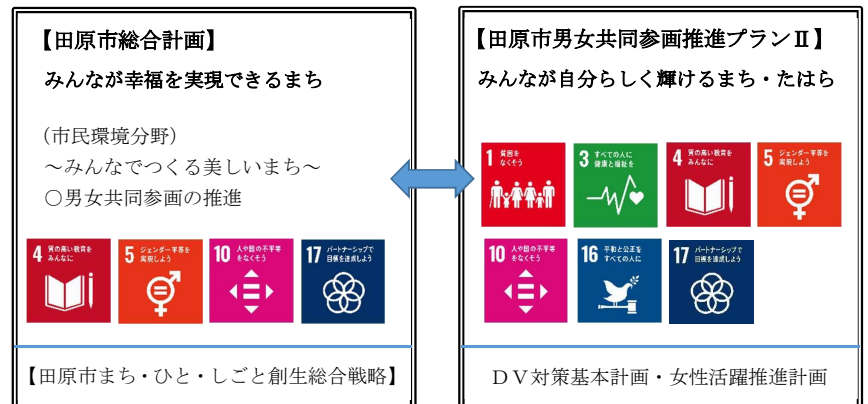 【田原市総合計画】
みんなが幸福を実現できるまち
(市民環境分野)
～みんなでつくる美しいまち～
○男女共同参画の推進
4 質の高い教育を
みんなに
5 ジェンダー平等を
実現しよう
10 人や国の不平等
をなくそう
17 パートナーシップで
目標を達成しよう
【田原市まち・ひと・しごと創生総合戦略】
【田原市男女共同参画推進プランⅡ】
みんなが自分らしく輝けるまち・たはら
1 貧困を
なくそう
3 すべての人に
健康と福祉を
4 質の高い教育を
みんなに
5 ジェンダー平等を
実現しよう
10 人や国の不平等
をなくそう
16 平和と公正を
すべての人に
17 パートナーシップで
目標を達成しよう
ＤＶ対策基本計画・女性活躍推進計画